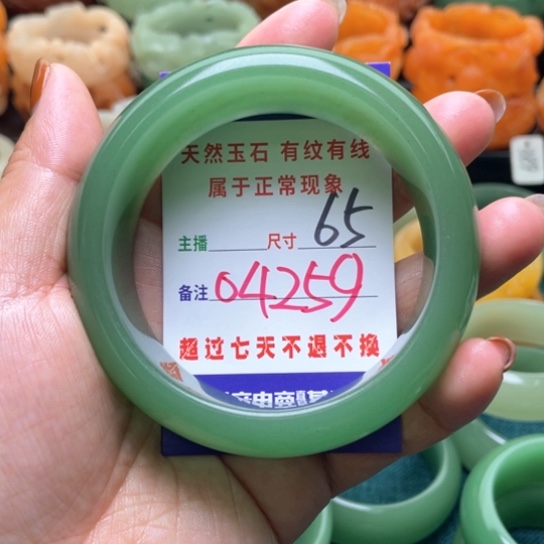 天然玉石 有纹有线
属于正常现象
主播 尺寸 65
备注 04259
超过七天不退不换